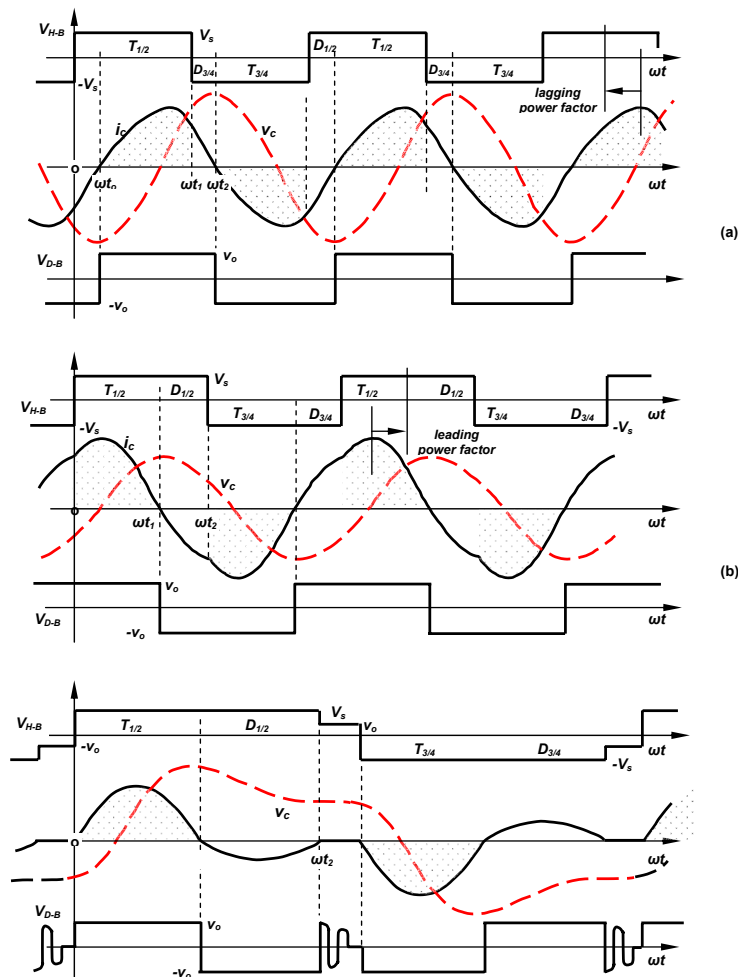 V_H-B
T_1/2
V_s
D_3/4
T_3/4
D_1/2
T_1/2
D_3/4
T_3/4
ωt
-V_s
lagging
power factor
i_c
v_c
o
ωt_o
ωt_1
ωt_2
ωt
(a)
V_D-B
v_o
-v_o
ωt
V_H-B
T_1/2
D_1/2
V_s
T_3/4
D_3/4
T_1/2
D_1/2
T_3/4
D_3/4
ωt
-V_s
-V_s
leading
power factor
i_c
v_c
o
ωt_1
ωt_2
ωt
(b)
V_D-B
v_o
-v_o
ωt
V_H-B
T_1/2
D_1/2
V_s
v_o
T_3/4
D_3/4
ωt
-v_o
-V_s
v_c
o
ωt_2
ωt
V_D-B
v_o
-v_o
ωt